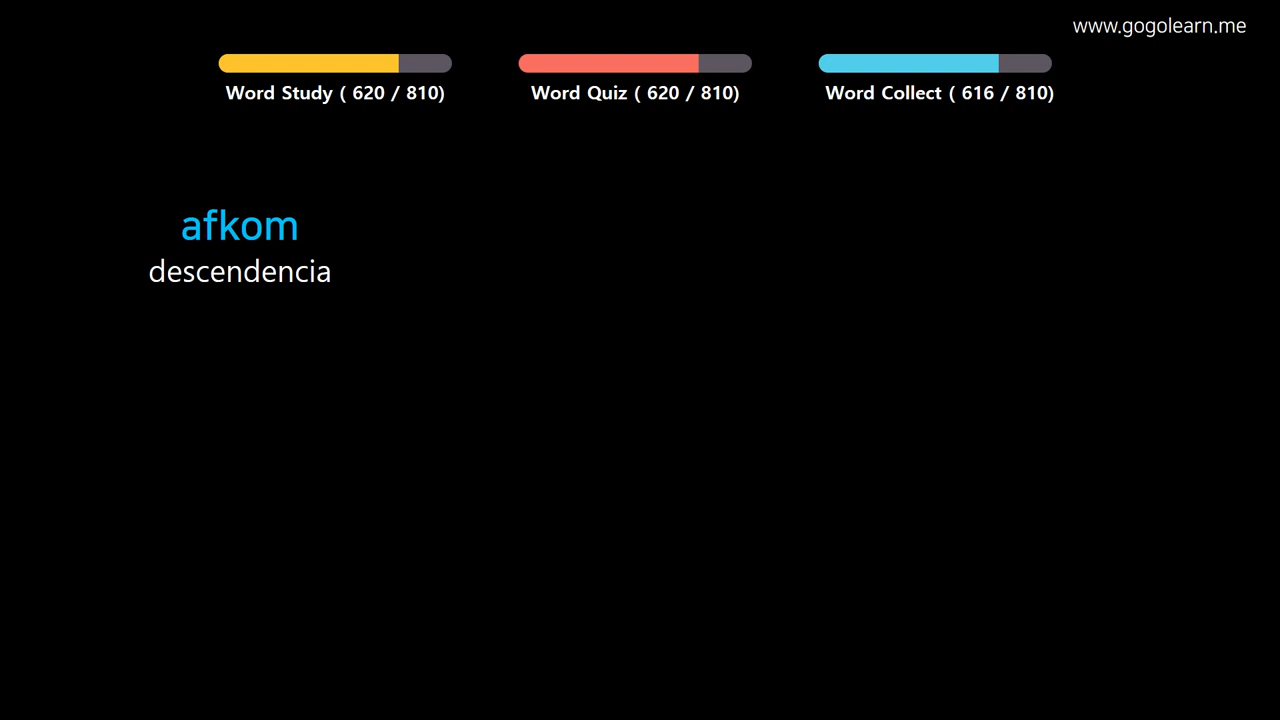 www.gogolearn.me
Word Study ( 620 / 810)
Word Quiz ( 620 / 810)
Word Collect ( 616 / 810)
afkom
descendencia